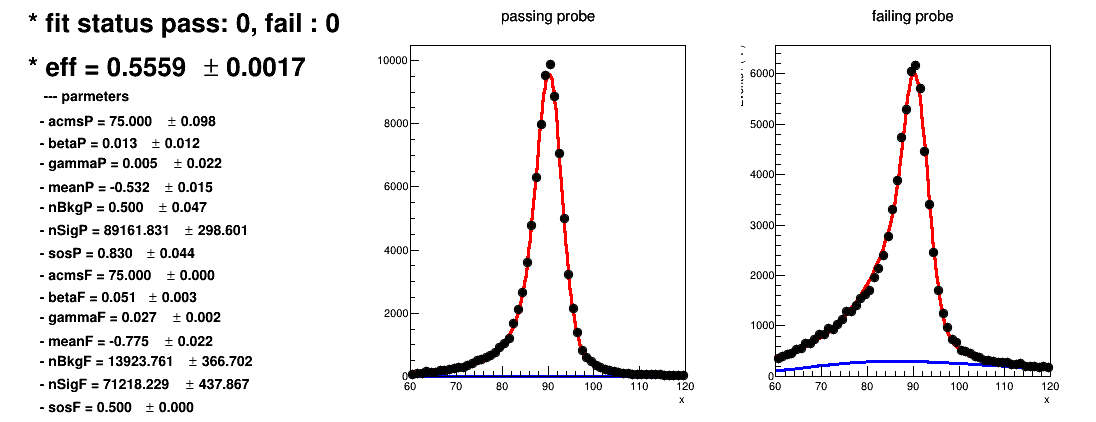 * fit status pass: 0, fail : 0
* eff = 0.5559 ± 0.0017
--- parmeters
- acmsP = 75.000 ± 0.098
- betaP = 0.013 ± 0.012
- gammaP = 0.005 ± 0.022
- meanP = -0.532 ± 0.015
- nBkgP = 0.500 ± 0.047
- nSigP = 89161.831 ± 298.601
- sosP = 0.830 ± 0.044
- acmsF = 75.000 ± 0.000
- betaF = 0.051 ± 0.003
- gammaF = 0.027 ± 0.002
- meanF = -0.775 ± 0.022
- nBkgF = 13923.761 ± 366.702
- nSigF = 71218.229 ± 437.867
- sosF = 0.500 ± 0.000
passing probe
10000
8000
6000
4000
2000
0
60 70 80 90 100 110 120
x
failing probe
6000
5000
4000
3000
2000
1000
0
60 70 80 90 100 110 120
x